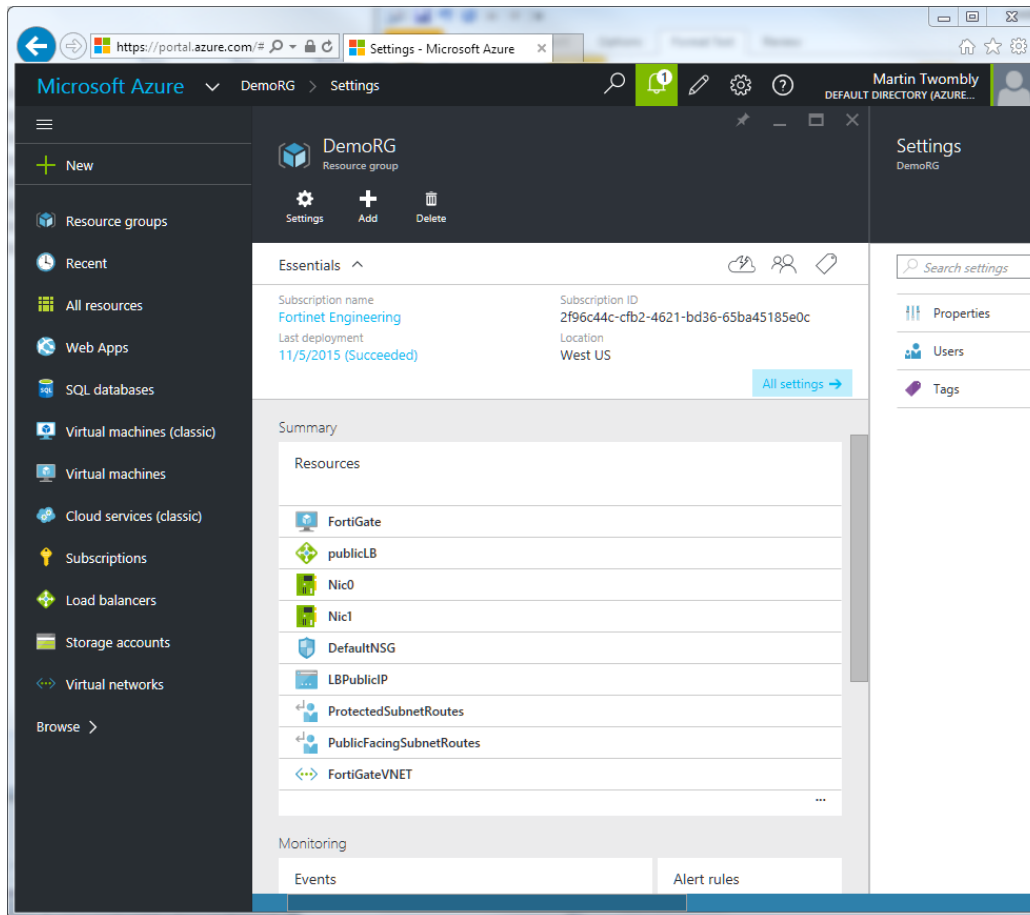 https://portal.azure.com/#
Settings - Microsoft Azure
Microsoft Azure
DemoRG > Settings
1
Martin Twombly
DEFAULT DIRECTORY (AZURE...
New
Resource groups
Recent
All resources
Web Apps
SQL databases
Virtual machines (classic)
Virtual machines
Cloud services (classic)
Subscriptions
Load balancers
Storage accounts
Virtual networks
Browse >
DemoRG
Resource group
Settings
Add
Delete
Essentials
Subscription name
Fortinet Engineering
Last deployment
11/5/2015 (Succeeded)
Subscription ID
2f96c44c-cfb2-4621-bd36-65ba45185e0c
Location
West US
All settings →
Summary
Resources
FortiGate
publicLB
Nic0
Nic1
DefaultNSG
LBPublicIP
ProtectedSubnetRoutes
PublicFacingSubnetRoutes
FortiGateVNET
...
Monitoring
Events
Alert rules
Settings
DemoRG
Search settings
Properties
Users
Tags